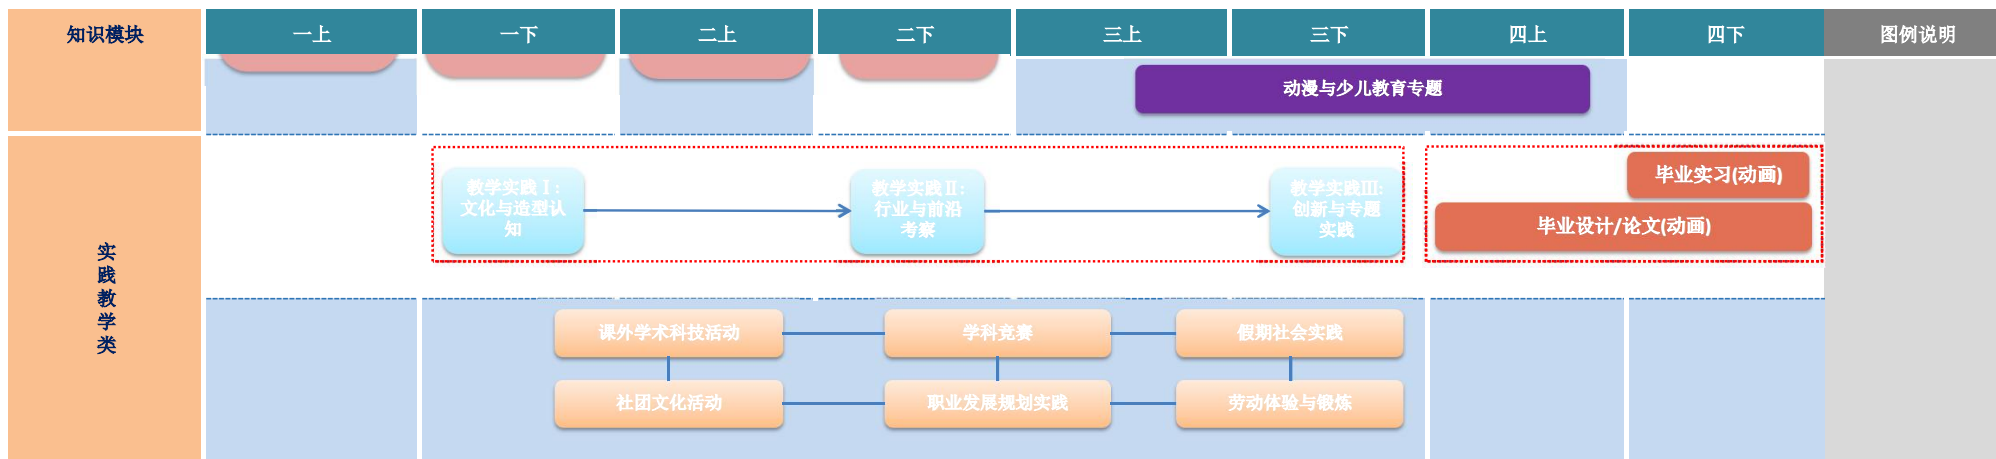 知识模块
一上
一下
二上
二下
三上
三下
四上
四下
图例说明
动漫与少儿教育专题
实
践
教
学
类
教学实践Ⅰ:
文化与造型认
知
教学实践Ⅱ:
行业与前沿
考察
教学实践Ⅲ:
创新与专题
实践
毕业实习(动画)
毕业设计/论文(动画)
课外学术科技活动
学科竞赛
假期社会实践
社团文化活动
职业发展规划实践
劳动体验与锻炼